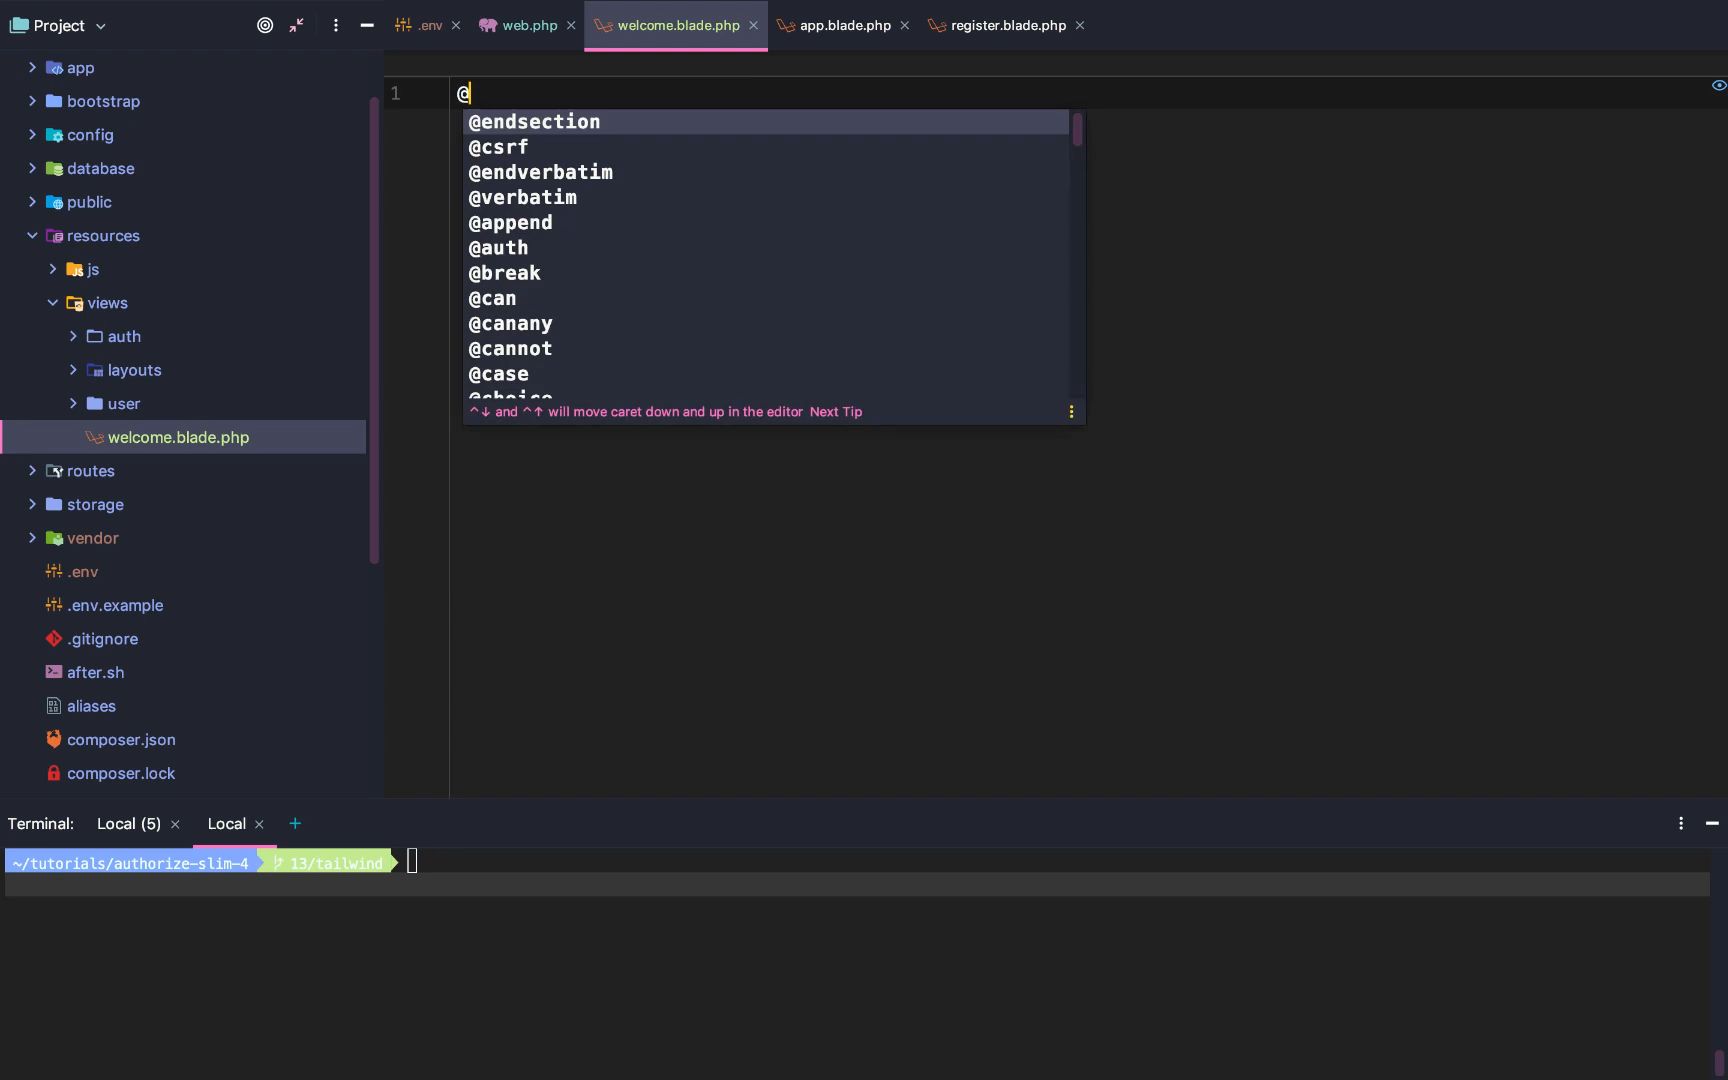 Project
.env
web.php
welcome.blade.php
app.blade.php
register.blade.php
app
bootstrap
config
database
public
resources
js
views
auth
layouts
user
welcome.blade.php
routes
storage
vendor
.env
.env.example
.gitignore
after.sh
aliases
composer.json
composer.lock
1 @
@endsection
@csrf
@endverbatim
@verbatim
@append
@auth
@break
@can
@canany
@cannot
@case
@choice
^↓ and ^↑ will move caret down and up in the editor Next Tip
Terminal: Local (5) Local +
~/tutorials/authorize-slim-4 13/tailwind